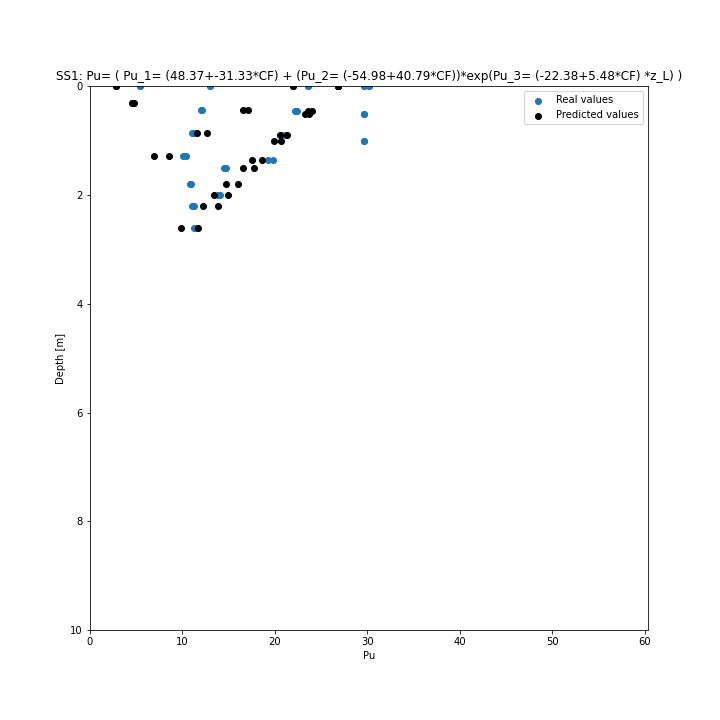 SS1: Pu= ( Pu_1= (48.37+-31.33*CF) + (Pu_2= (-54.98+40.79*CF))*exp(Pu_3= (-22.38+5.48*CF) *z_L) )
Real values
Predicted values
0
2
4
6
8
10
Depth [m]
0 10 20 30 40 50 60
Pu